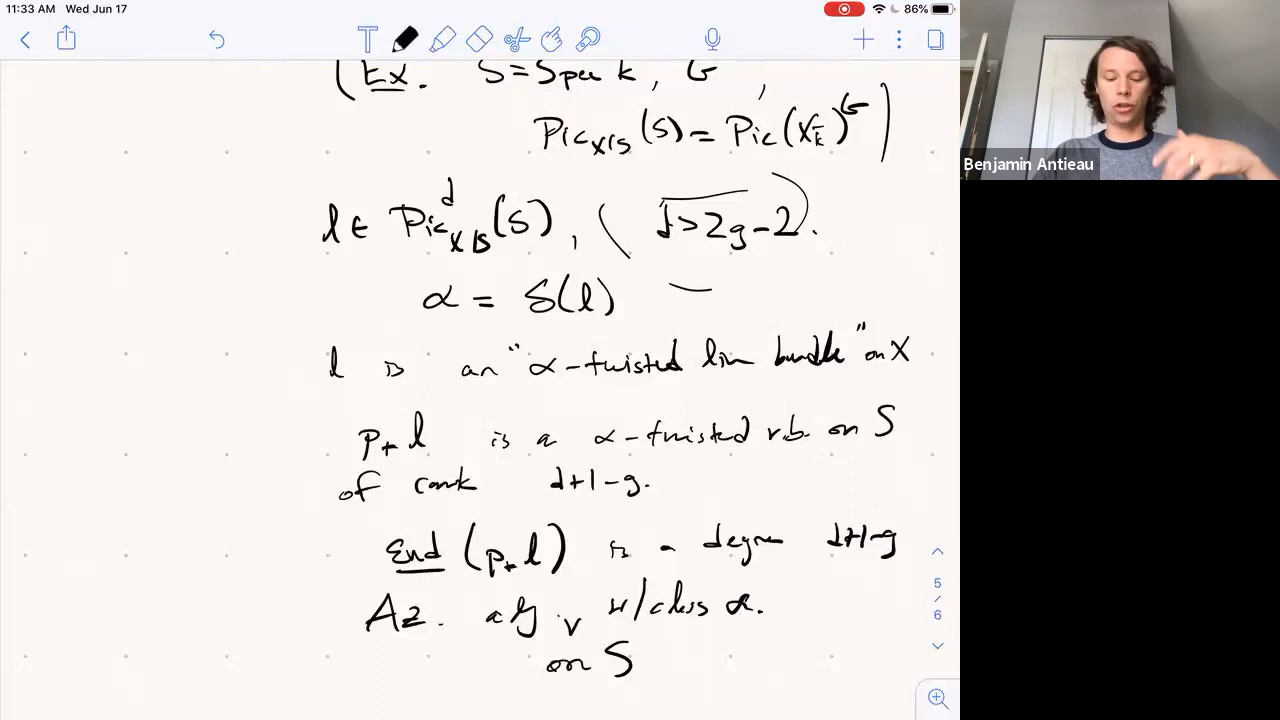 11:33 AM Wed Jun 17
86%
(Ex. S = Spec k, G,
Pic_{X/S}(S) = Pic(X_{\bar{k}})^G)
l ∈ Pic^d_{X/S}(S), (d > 2g-2).
α = δ(l)
l is an "α-twisted line bundle" on X
p_* l is a α-twisted v.b. on S
of rank d+1-g.
End (p_* l) is a degree d+1-g
Az. alg w/class α.
on S
5
/
6
Benjamin Antieau